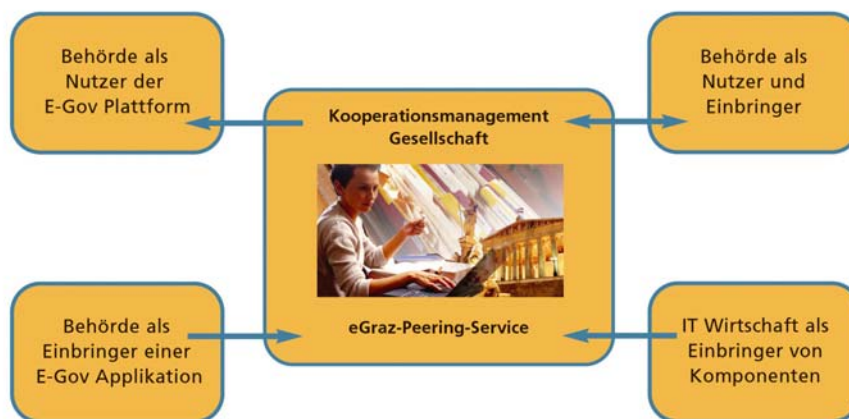 Behörde als
Nutzer der
E-Gov Plattform
Kooperationsmanagement
Gesellschaft
Behörde als
Nutzer und
Einbringer
Behörde als
Einbringer einer
E-Gov Applikation
eGraz-Peering-Service
IT Wirtschaft als
Einbringer von
Komponenten